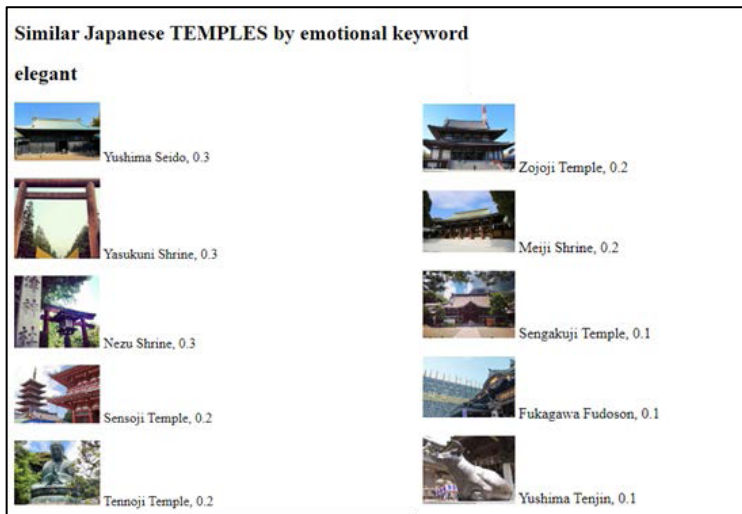 Similar Japanese TEMPLES by emotional keyword
elegant
Yushima Seido, 0.3
Yasukuni Shrine, 0.3
Nezu Shrine, 0.3
Sensoji Temple, 0.2
Tennoji Temple, 0.2
Zojoji Temple, 0.2
Meiji Shrine, 0.2
Sengakuji Temple, 0.1
Fukagawa Fudoson, 0.1
Yushima Tenjin, 0.1